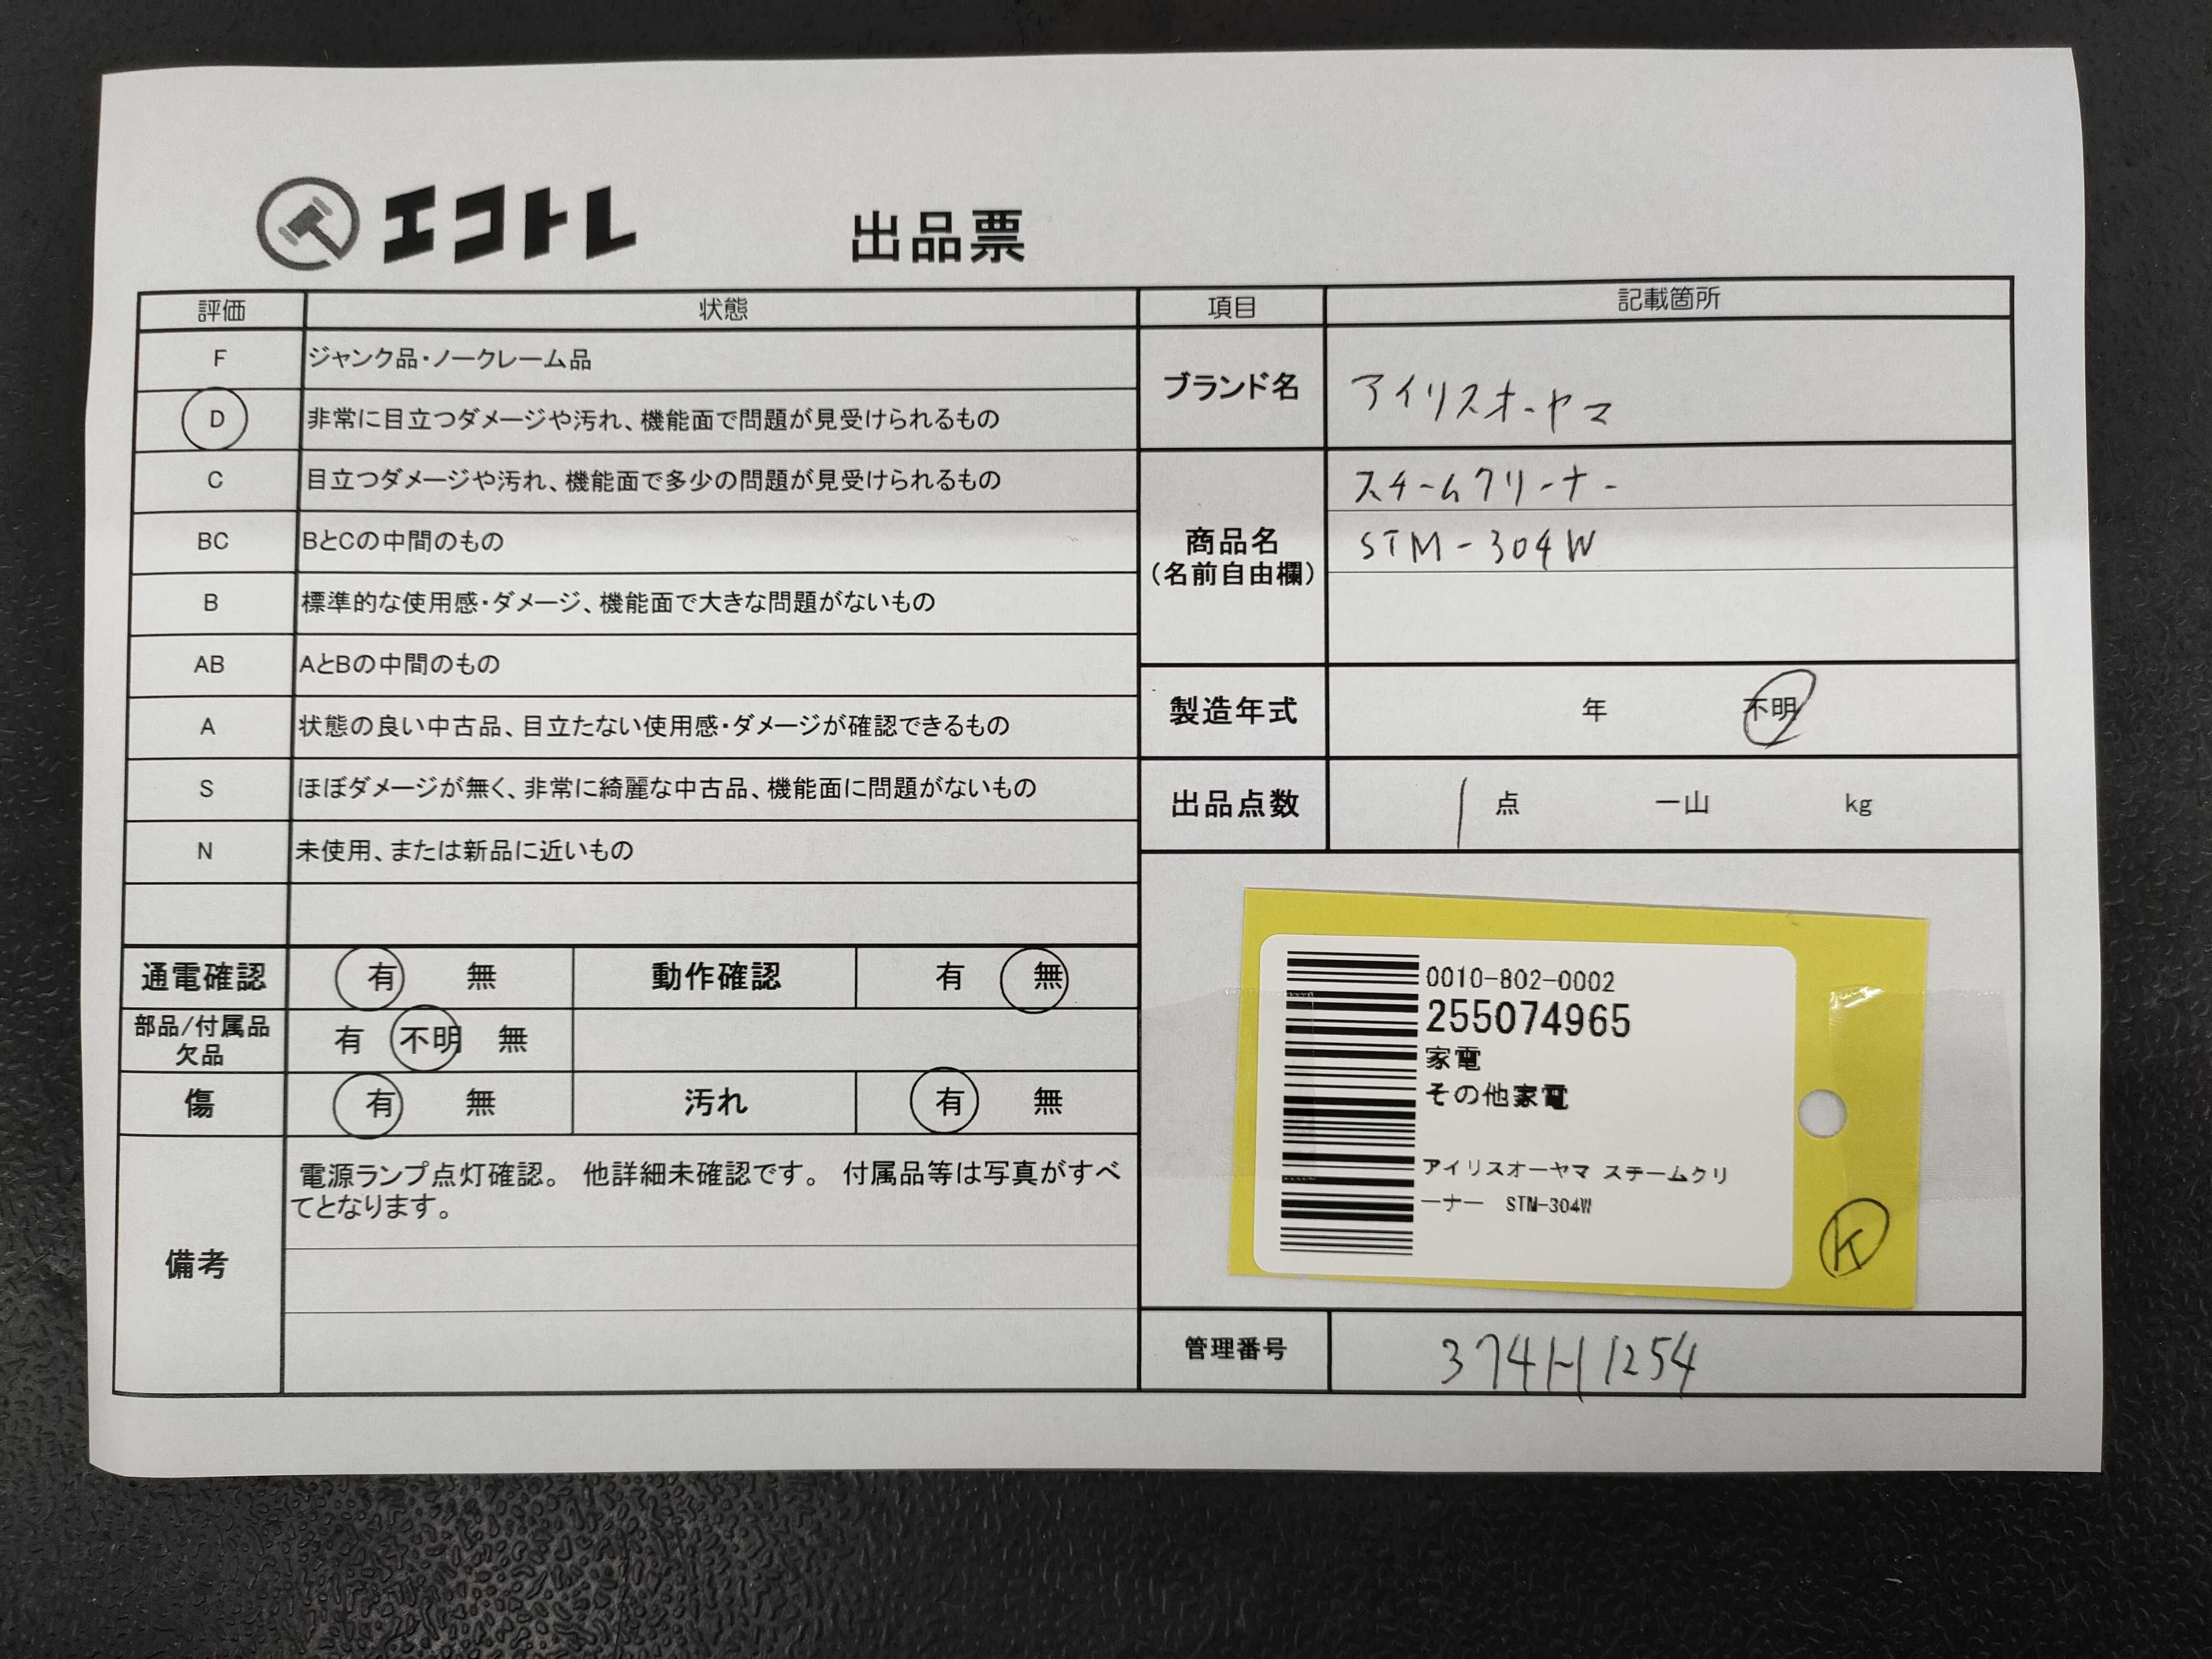 エコトレ
出品票
評価 状態
F ジャンク品・ノークレーム品
D 非常に目立つダメージや汚れ、機能面で問題が見受けられるもの
C 目立つダメージや汚れ、機能面で多少の問題が見受けられるもの
BC BとCの中間のもの
B 標準的な使用感・ダメージ、機能面で大きな問題がないもの
AB AとBの中間のもの
A 状態の良い中古品、目立たない使用感・ダメージが確認できるもの
S ほぼダメージが無く、非常に綺麗な中古品、機能面に問題がないもの
N 未使用、または新品に近いもの
通電確認 有 無 動作確認 有 無
部品/付属品
欠品
有 不明 無
傷 有 無 汚れ 有 無
備考
電源ランプ点灯確認。 他詳細未確認です。 付属品等は写真がすべ
てとなります。
項目 記載箇所
ブランド名 アイリスオーヤマ
商品名
(名前自由欄)
スチームクリーナー
STM-304W
製造年式 年 不明
出品点数 1 点 一山 kg
0010-802-0002
255074965
家電
その他家電
アイリスオーヤマ スチームクリ
ーナー STM-304W
K
管理番号 374H1254